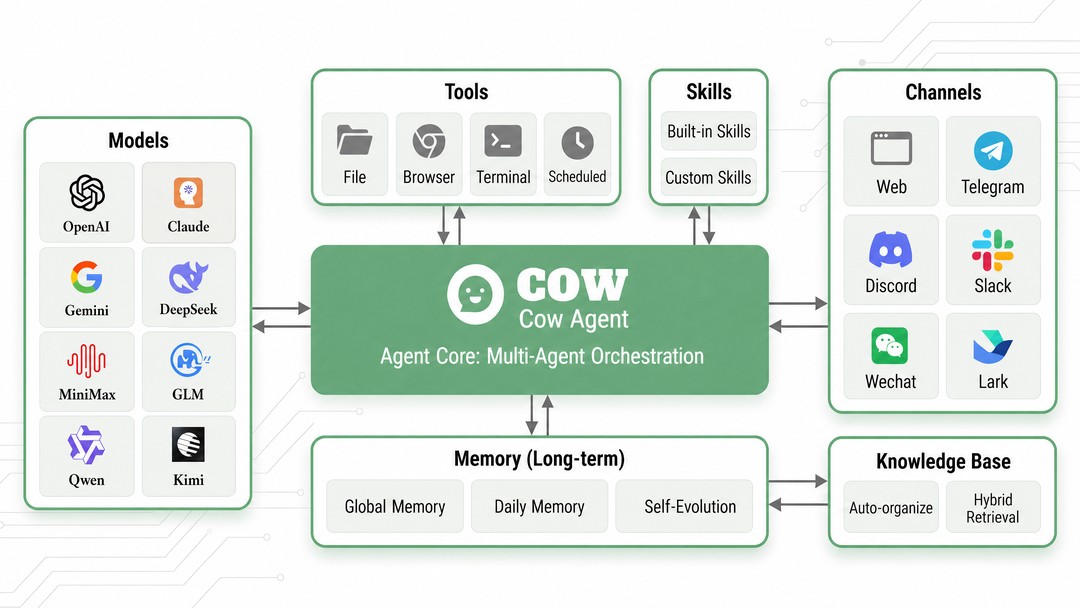 Models
OpenAI
Claude
Gemini
DeepSeek
MiniMax
GLM
Qwen
Kimi
Tools
File
Browser
Terminal
Scheduled
Skills
Built-in Skills
Custom Skills
Channels
Web
Telegram
Discord
Slack
Wechat
Lark
COW
Cow Agent
Agent Core: Multi-Agent Orchestration
Memory (Long-term)
Global Memory
Daily Memory
Self-Evolution
Knowledge Base
Auto-organize
Hybrid
Retrieval